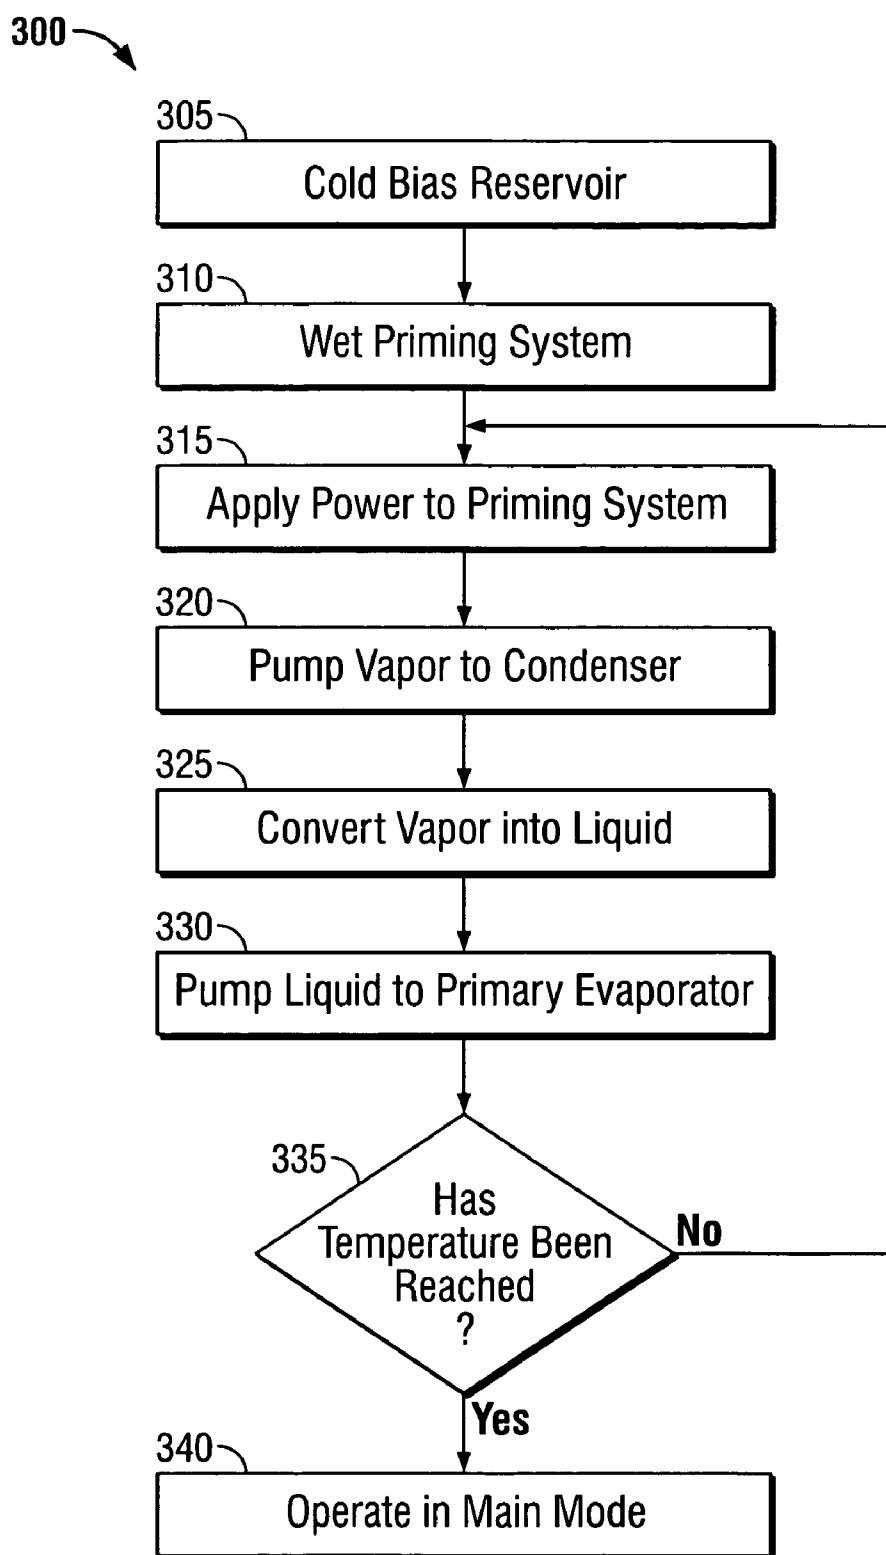 300
305
Cold Bias Reservoir
310
Wet Priming System
315
Apply Power to Priming System
320
Pump Vapor to Condenser
325
Convert Vapor into Liquid
330
Pump Liquid to Primary Evaporator
335
Has
Temperature Been
Reached
?
No
Yes
340
Operate in Main Mode